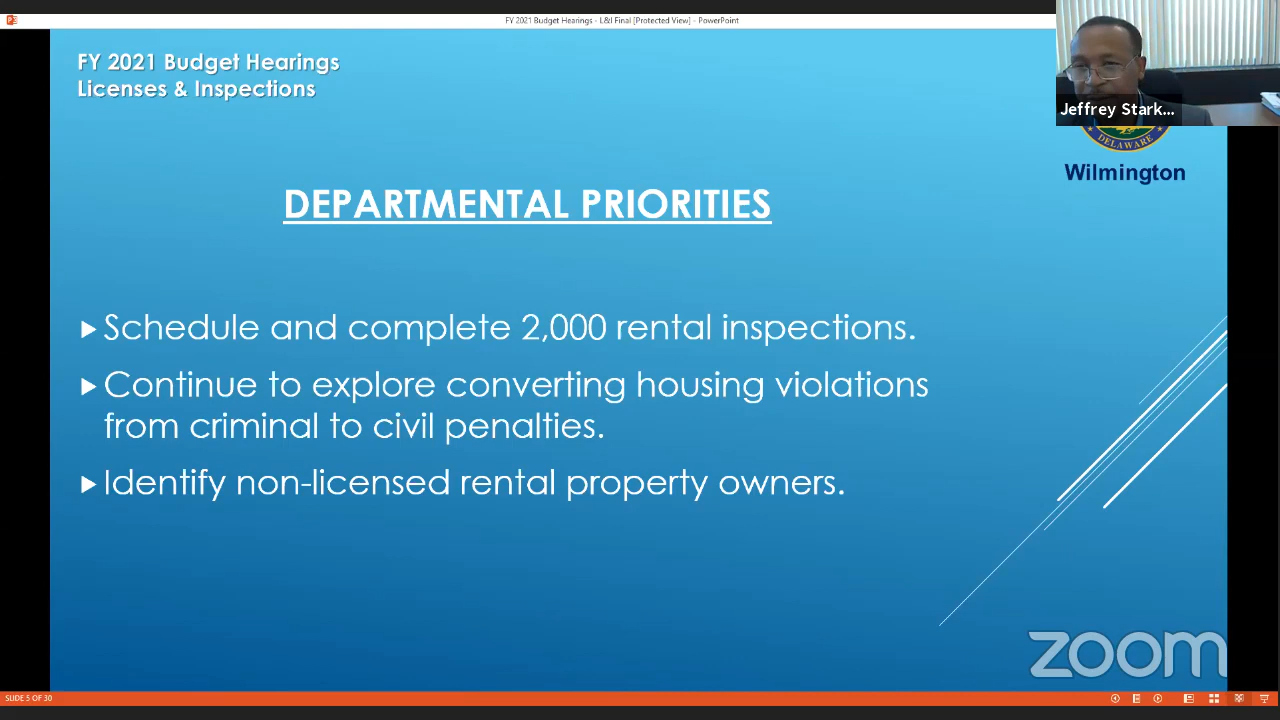 FY 2021 Budget Hearings - L&I Final [Protected View] - PowerPoint
FY 2021 Budget Hearings
Licenses & Inspections
Jeffrey Stark...
DELAWARE
Wilmington
DEPARTMENTAL PRIORITIES
Schedule and complete 2,000 rental inspections.
Continue to explore converting housing violations
from criminal to civil penalties.
Identify non-licensed rental property owners.
zoom
SLIDE 5 OF 30